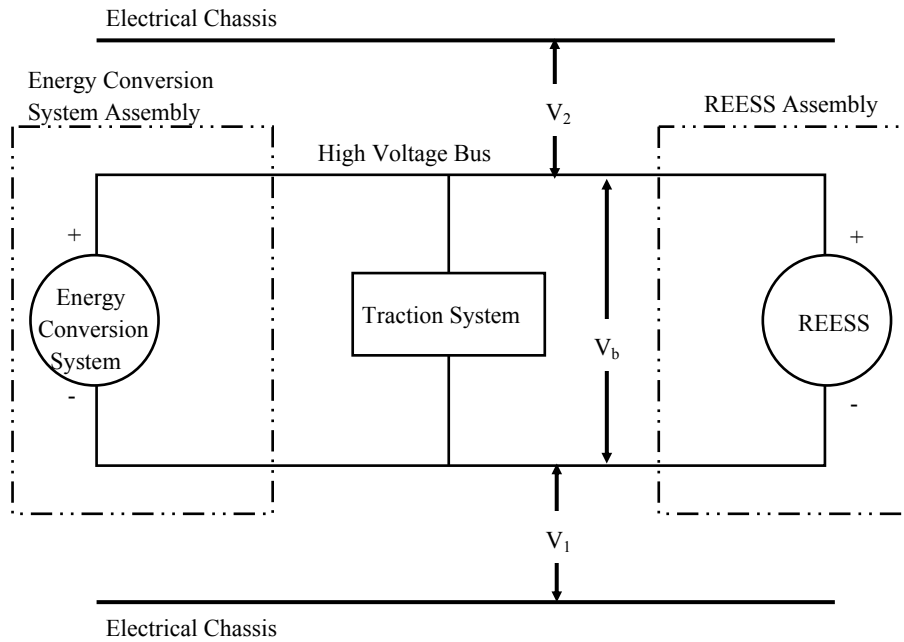 Electrical Chassis
Energy Conversion
System Assembly
V2
REESS Assembly
High Voltage Bus
+
+
Energy
Conversion
System
Traction System
Vb
REESS
-
-
V1
Electrical Chassis